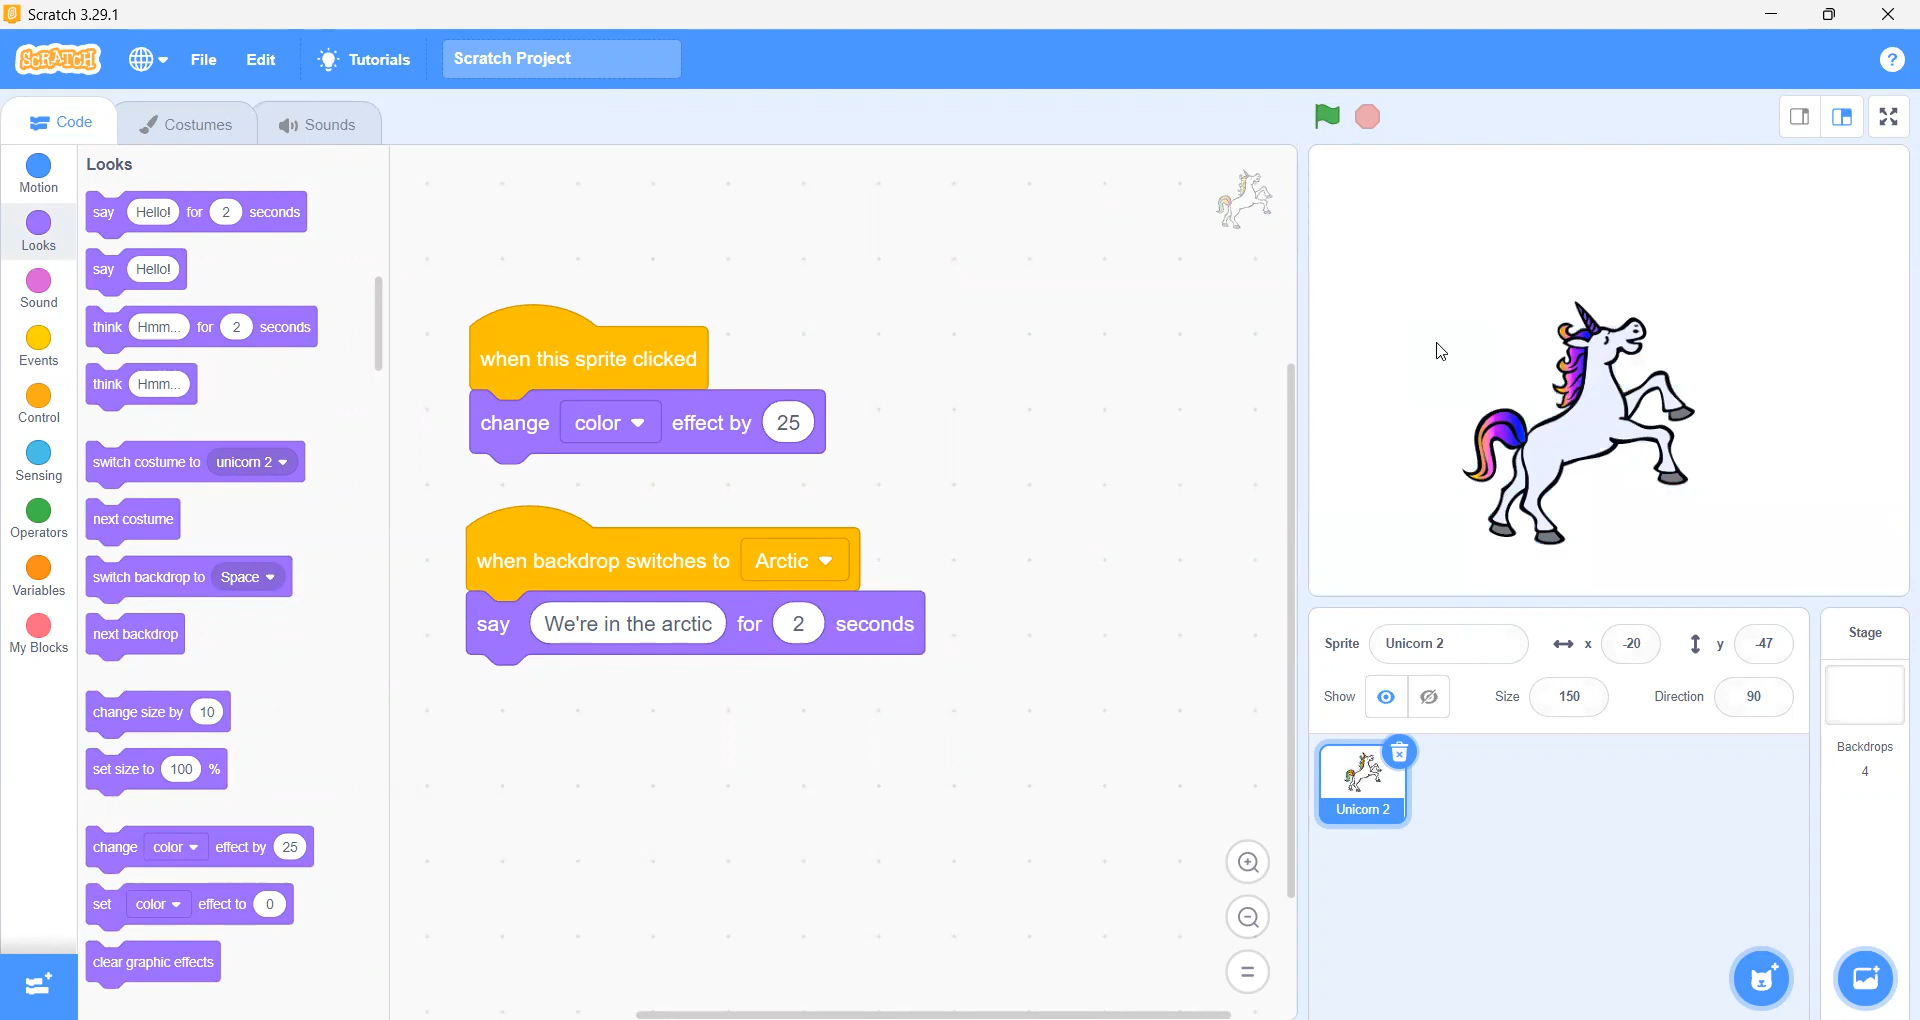 Scratch 3.29.1
SCRATCH File Edit Tutorials Scratch Project ?
Code Costumes Sounds
Motion
Looks
Sound
Events
Control
Sensing
Operators
Variables
My Blocks
Looks
say Hello! for 2 seconds
say Hello!
think Hmm... for 2 seconds
think Hmm...
switch costume to unicorn 2
next costume
switch backdrop to Space
next backdrop
change size by 10
set size to 100 %
change color effect by 25
set color effect to 0
clear graphic effects
when this sprite clicked
change color effect by 25
when backdrop switches to Arctic
say We're in the arctic for 2 seconds
Sprite Unicorn 2 x -20 y -47
Show Size 150 Direction 90
Unicorn 2
Stage
Backdrops
4